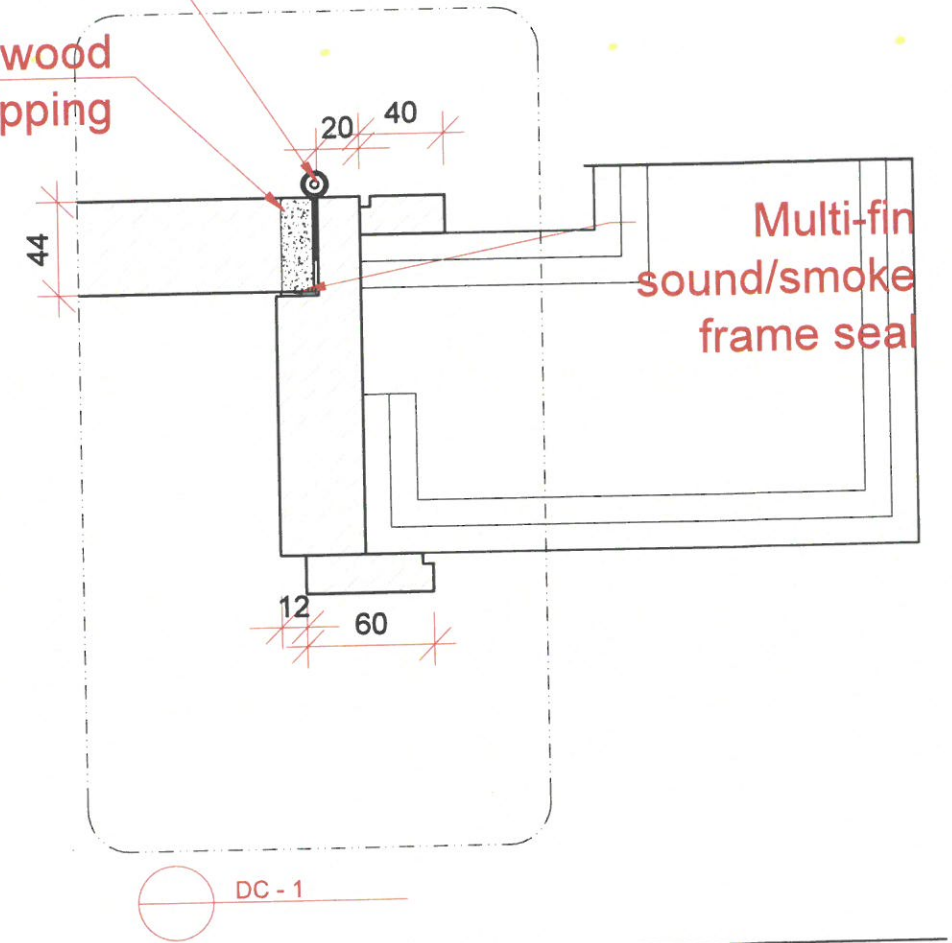 wood
pping
20
40
44
Multi-fin
sound/smoke
frame seal
12
60
DC - 1